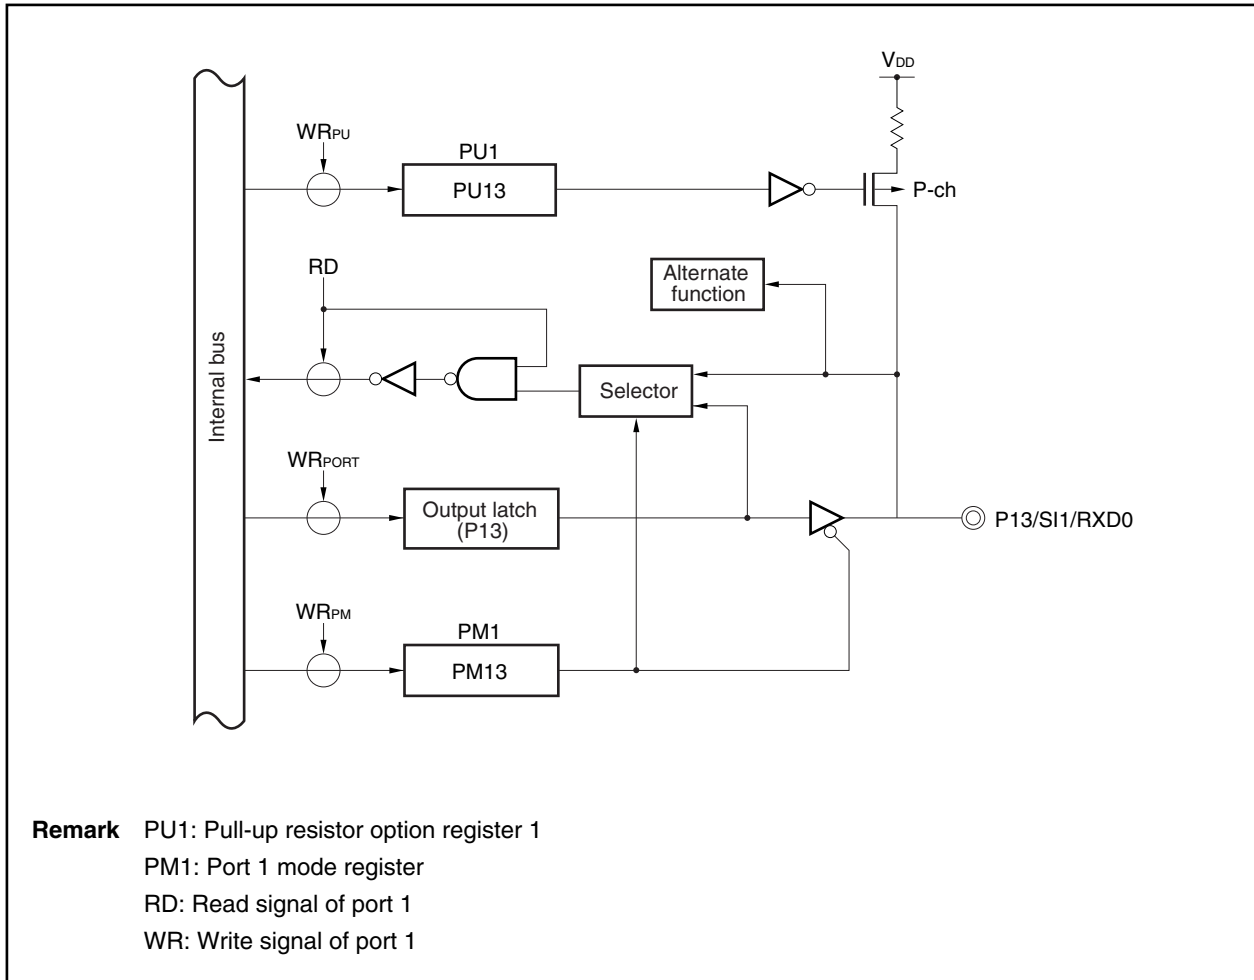 VDD
WRPU
PU1
PU13
P-ch
RD
Alternate
function
Internal bus
Selector
WRPORT
Output latch
(P13)
P13/SI1/RXD0
WRPM
PM1
PM13
Remark PU1: Pull-up resistor option register 1
PM1: Port 1 mode register
RD: Read signal of port 1
WR: Write signal of port 1